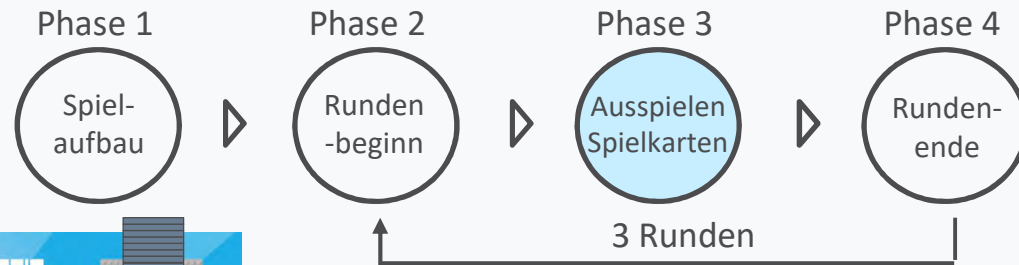 Phase 1
Phase 2
Phase 3
Phase 4
Spiel-
aufbau
Runden
-beginn
Ausspielen
Spielkarten
Runden-
ende
3 Runden